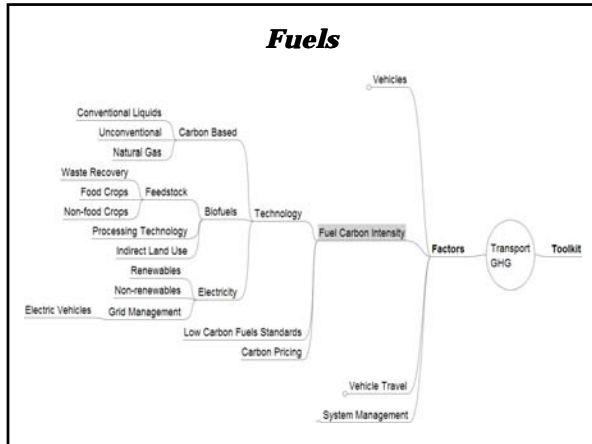 Fuels
Vehicles
Conventional Liquids
Unconventional
Carbon Based
Natural Gas
Waste Recovery
Food Crops
Feedstock
Non-food Crops
Biofuels
Technology
Processing Technology
Fuel Carbon Intensity
Indirect Land Use
Factors
Transport
GHG
Toolkit
Renewables
Non-renewables
Electricity
Electric Vehicles
Grid Management
Low Carbon Fuels Standards
Carbon Pricing
Vehicle Travel
System Management